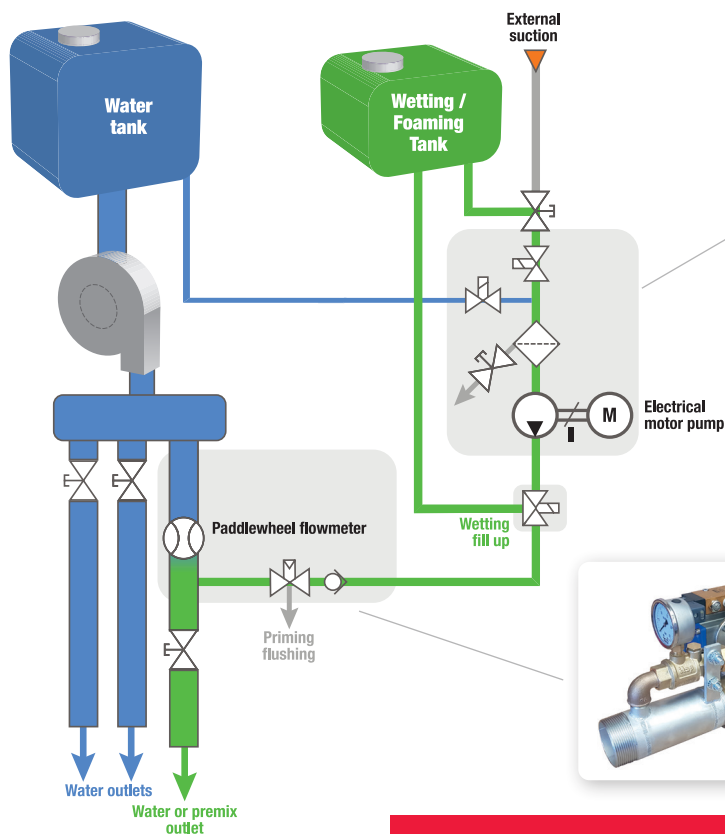 External
suction
Water
tank
Wetting /
Foaming
Tank
M
Electrical
motor pump
Paddlewheel flowmeter
Wetting
fill up
Priming
flushing
Water outlets
Water or premix
outlet